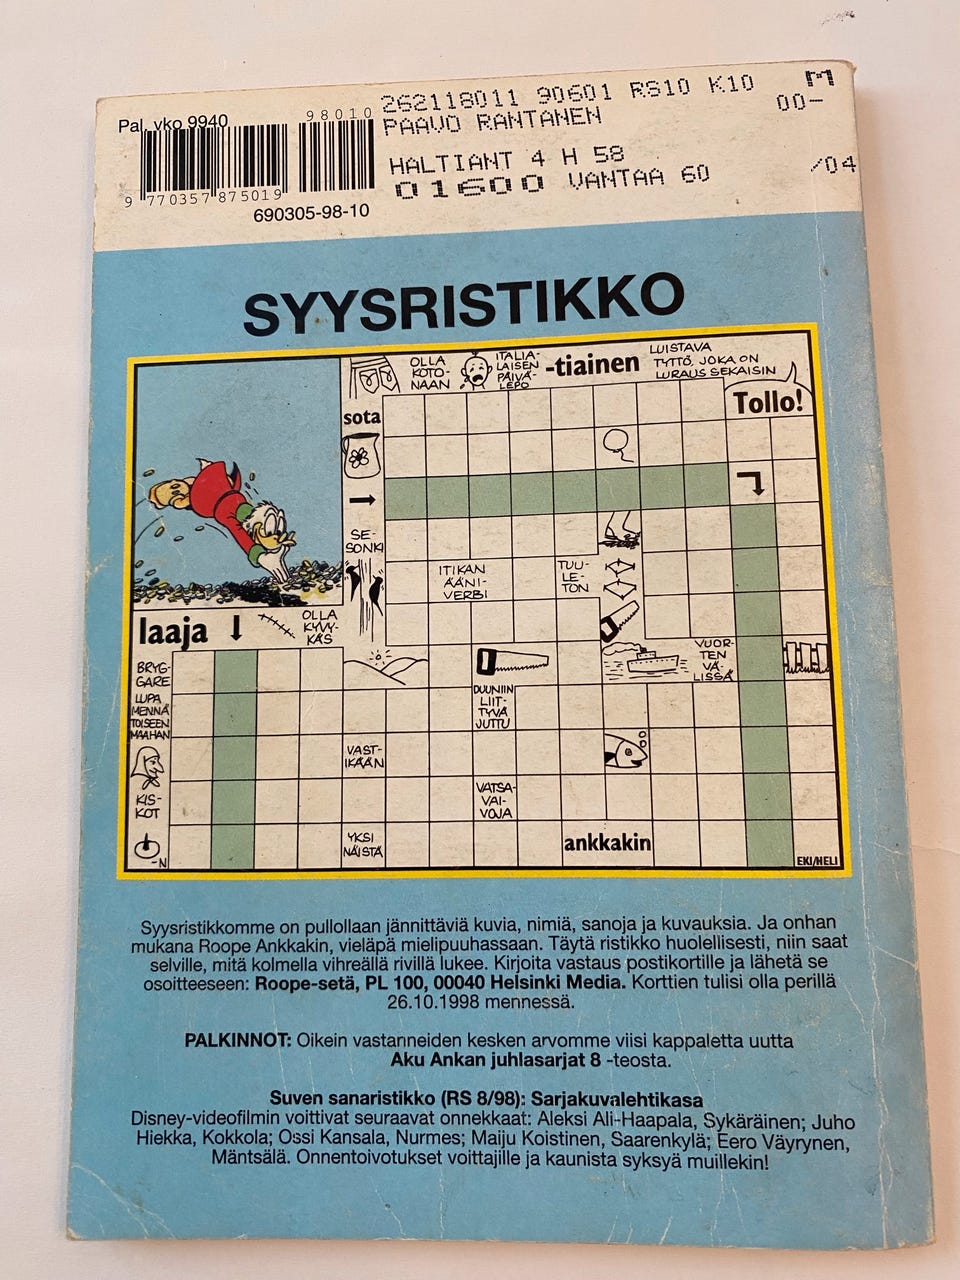 Pal. vko 9940
98010
9 770357 875019
690305-98-10
262118011 90601 RS10 K10
M
00-
PAAVO RANTANEN
HALTIANT 4 H 58
/04
01600 VANTAA 60
SYYSRISTIKKO
OLLA
KOTO-
NAAN
ITALIA-
LAISEN
PÄIVÄ-
LEPO
-tiainen
LUISTAVA
TYTTÖ, JOKA ON
LURAUS SEKAISIN
Tollo!
sota
SE-
SONKI
ITIKAN
ÄÄNI-
VERBI
TUU-
LE-
TON
laaja
OLLA
KYVY-
KÄS
BRYG-
GARE
VUOR-
TEN
VÄ-
LISSÄ
LUPA
MENNÄ
TOISEEN
MAAHAN
DUUNIIN
LIIT-
TYVÄ
JUTTU
VAST-
IKÄÄN
KIS-
KOT
VATSA-
VAI-
VOJA
-N
YKSI
NÄISTÄ
ankkakin
EKI/HELI
Syysristikkomme on pullollaan jännittäviä kuvia, nimiä, sanoja ja kuvauksia. Ja onhan
mukana Roope Ankkakin, vieläpä mielipuuhassaan. Täytä ristikko huolellisesti, niin saat
selville, mitä kolmella vihreällä rivillä lukee. Kirjoita vastaus postikortille ja lähetä se
osoitteeseen: Roope-setä, PL 100, 00040 Helsinki Media. Korttien tulisi olla perillä
26.10.1998 mennessä.
PALKINNOT: Oikein vastanneiden kesken arvomme viisi kappaletta uutta
Aku Ankan juhlasarjat 8 -teosta.
Suven sanaristikko (RS 8/98): Sarjakuvalehtikasa
Disney-videofilmin voittivat seuraavat onnekkaat: Aleksi Ali-Haapala, Sykäräinen; Juho
Hiekka, Kokkola; Ossi Kansala, Nurmes; Maiju Koistinen, Saarenkylä; Eero Väyrynen,
Mäntsälä. Onnentoivotukset voittajille ja kaunista syksyä muillekin!